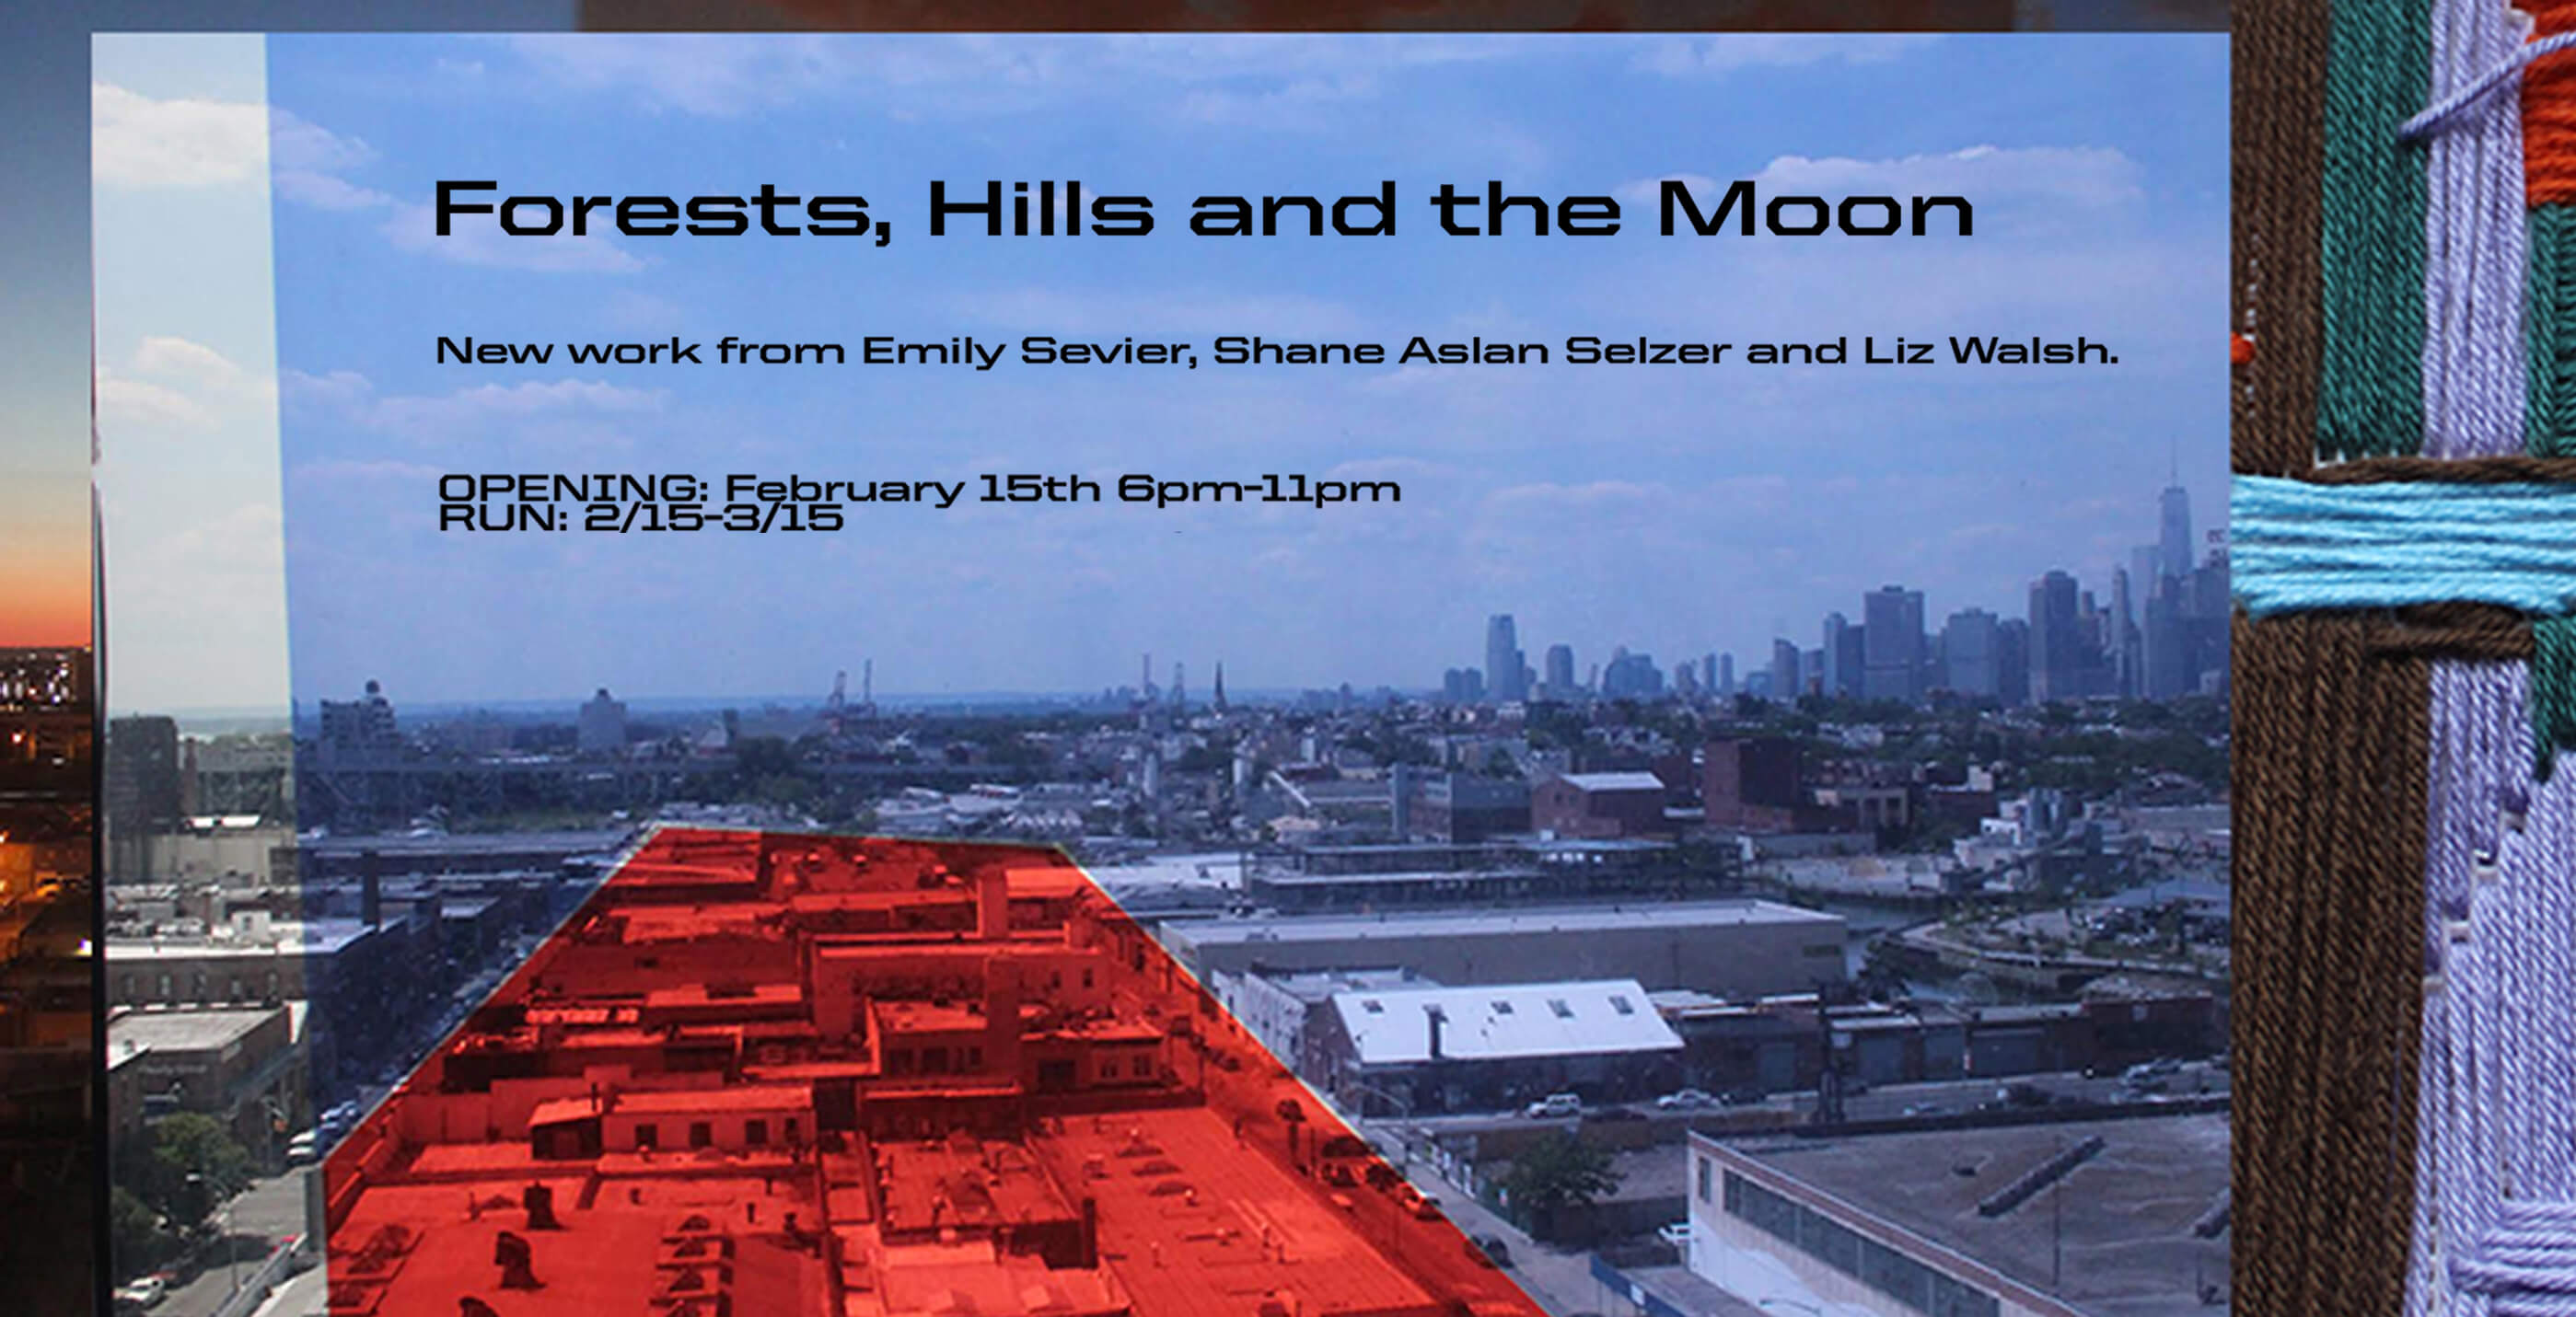 Forests, Hills and the Moon
New work from Emily Sevier, Shane Aslan Selzer and Liz Walsh.
OPENING: February 15th 6pm-11pm
RUN: 2/15-3/15